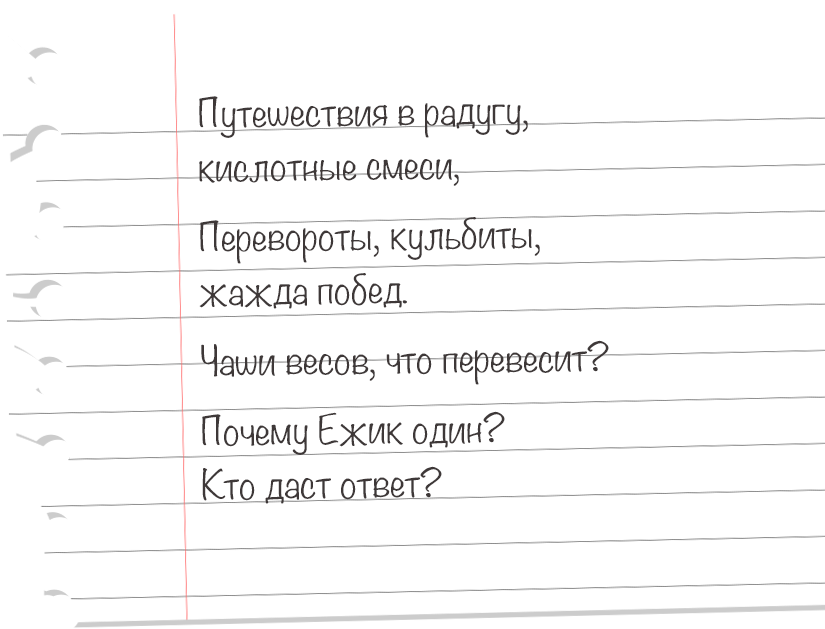 Путешествия в радугу,
кислотные смеси,
Перевороты, кульбиты,
жажда побед.
Чаши весов, что перевесит?
Почему Ежик один?
Кто даст ответ?